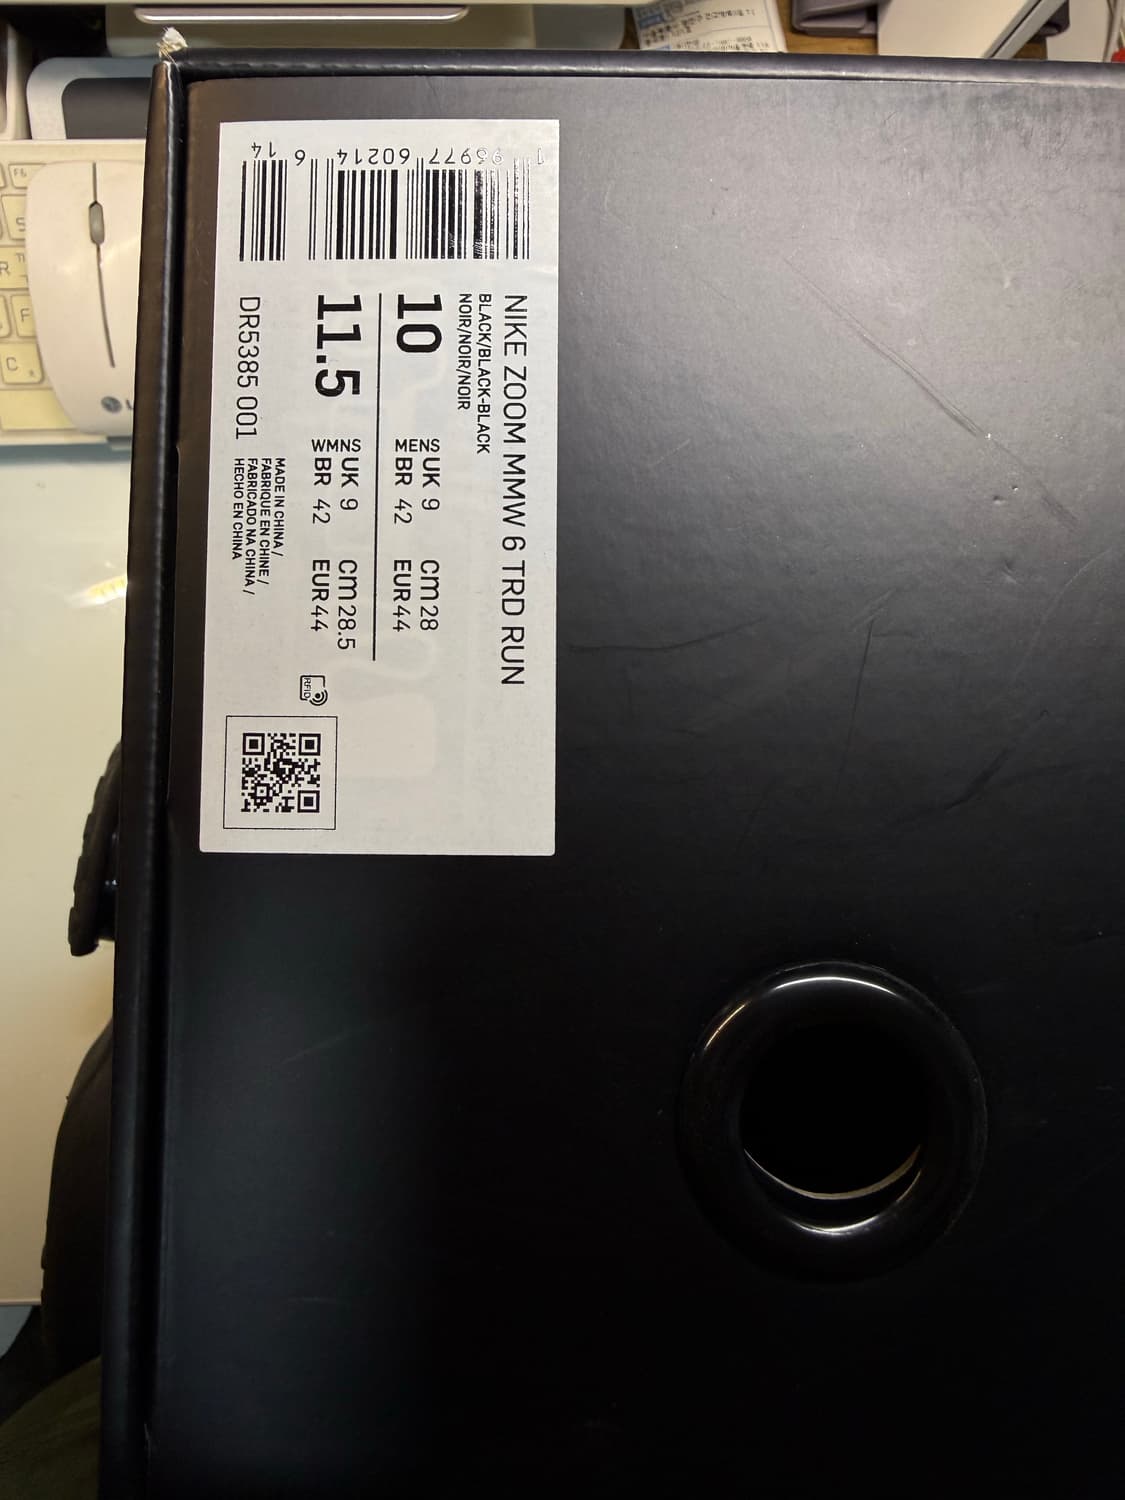 NIKE ZOOM MMW 6 TRD RUN
BLACK/BLACK-BLACK
NOIR/NOIR/NOIR
10
MENS
UK 9 cm 28
BR 42 EUR 44
11.5
WMNS
UK 9 cm 28.5
BR 42 EUR 44
DR5385 001
MADE IN CHINA /
FABRIQUE EN CHINE /
FABRICADO NA CHINA /
HECHO EN CHINA
RFID
1 96977 60214 6 14
F6
S
R
F
C